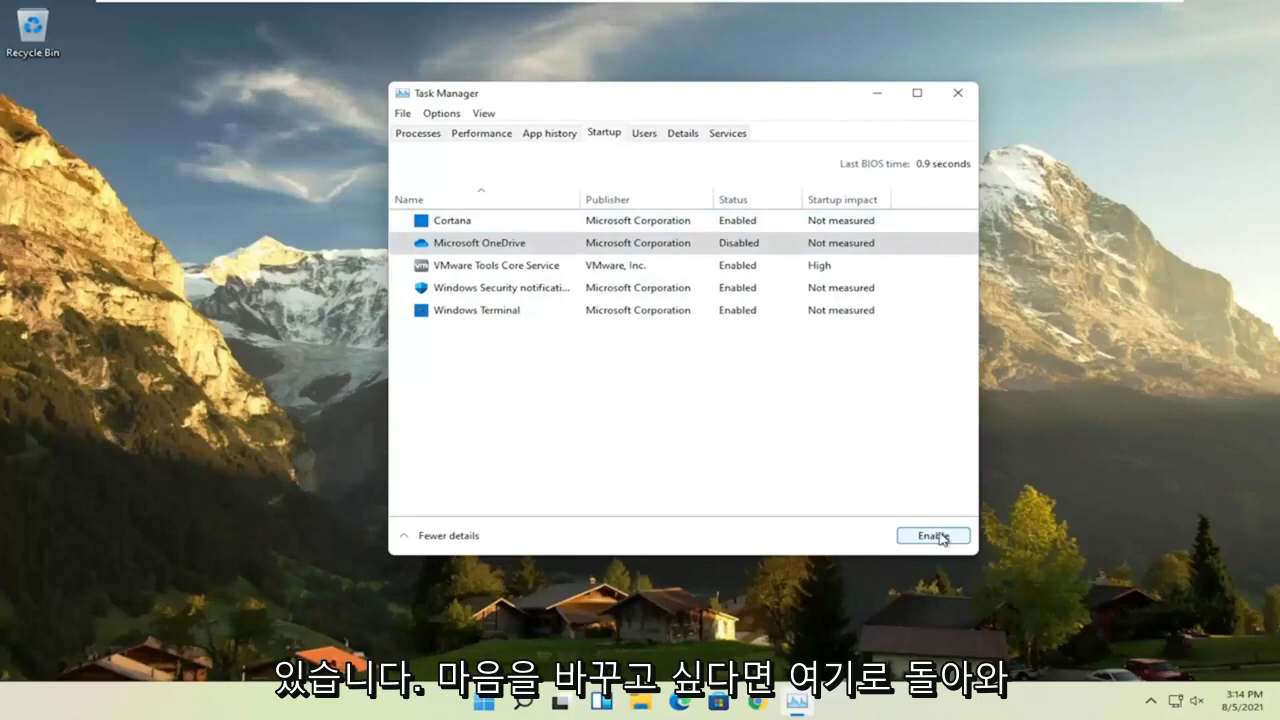 Recycle Bin
Task Manager
File Options View
Processes Performance App history Startup Users Details Services
Last BIOS time: 0.9 seconds
Name Publisher Status Startup impact
Cortana Microsoft Corporation Enabled Not measured
Microsoft OneDrive Microsoft Corporation Disabled Not measured
vm VMware Tools Core Service VMware, Inc. Enabled High
Windows Security notificati... Microsoft Corporation Enabled Not measured
Windows Terminal Microsoft Corporation Enabled Not measured
Fewer details Enable
있습니다. 마음을 바꾸고 싶다면 여기로 돌아와
3:14 PM
8/5/2021